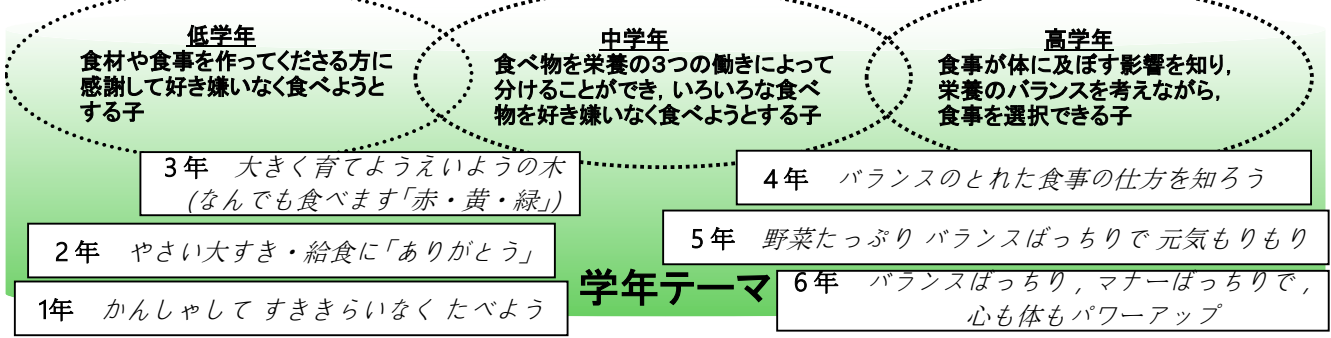 低学年
食材や食事を作ってくださる方に
感謝して好き嫌いなく食べようと
する子
中学年
食べ物を栄養の３つの働きによって
分けることができ，いろいろな食べ
物を好き嫌いなく食べようとする子
高学年
食事が体に及ぼす影響を知り，
栄養のバランスを考えながら，
食事を選択できる子
３年　大きく育てようえいようの木
(なんでも食べます「赤・黄・緑」)
４年　バランスのとれた食事の仕方を知ろう
２年　やさい大すき・給食に「ありがとう」
５年　野菜たっぷり バランスばっちりで 元気もりもり
学年テーマ
1年　かんしゃして すききらいなく たべよう
６年　バランスばっちり，マナーばっちりで，
心も体もパワーアップ